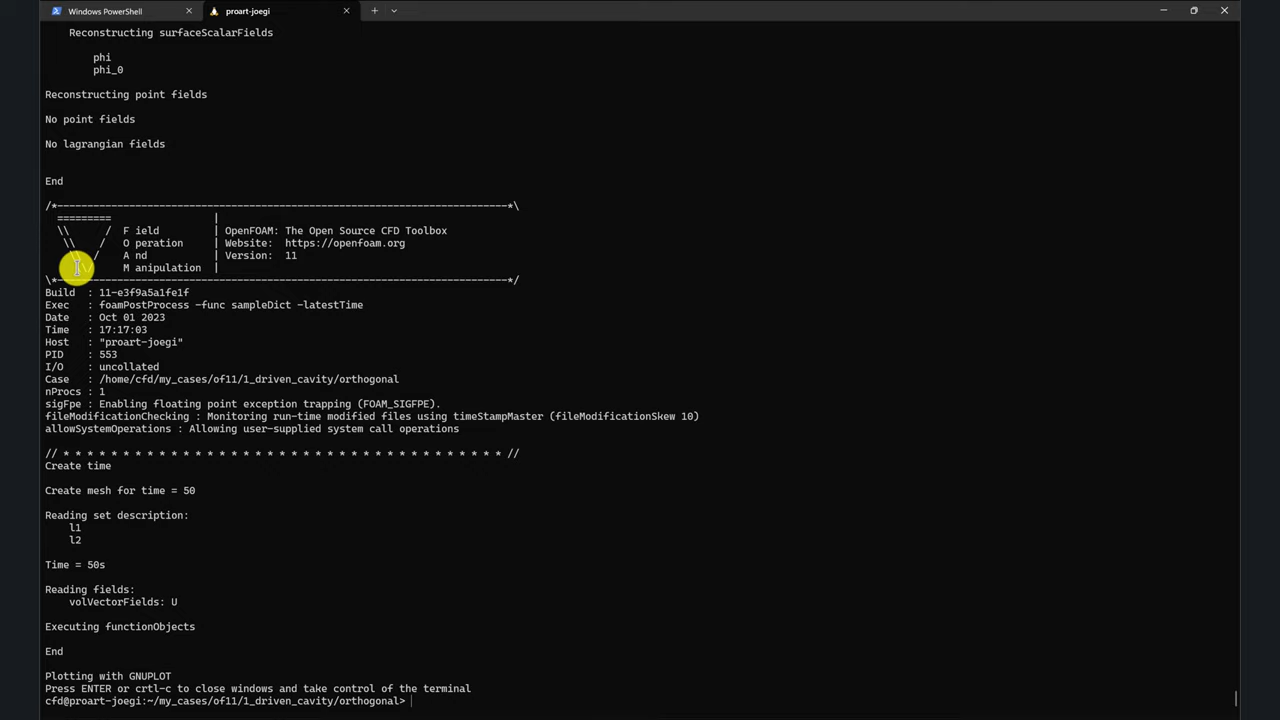 Windows PowerShell
proart-joegi
Reconstructing surfaceScalarFields
phi
phi_0
Reconstructing point fields
No point fields
No lagrangian fields
End
/*---------------------------------------------------------------------------*\
=========                 |
\\      /  F ield         | OpenFOAM: The Open Source CFD Toolbox
\\    /   O peration     | Website:  https://openfoam.org
\\  /    A nd           | Version:  11
\\/     M anipulation  |
\*---------------------------------------------------------------------------*/
Build  : 11-e3f9a5a1fe1f
Exec   : foamPostProcess -func sampleDict -latestTime
Date   : Oct 01 2023
Time   : 17:17:03
Host   : "proart-joegi"
PID    : 553
I/O    : uncollated
Case   : /home/cfd/my_cases/of11/1_driven_cavity/orthogonal
nProcs : 1
sigFpe : Enabling floating point exception trapping (FOAM_SIGFPE).
fileModificationChecking : Monitoring run-time modified files using timeStampMaster (fileModificationSkew 10)
allowSystemOperations : Allowing user-supplied system call operations
// * * * * * * * * * * * * * * * * * * * * * * * * * * * * * * * * * * * * * //
Create time
Create mesh for time = 50
Reading set description:
l1
l2
Time = 50s
Reading fields:
volVectorFields: U
Executing functionObjects
End
Plotting with GNUPLOT
Press ENTER or crtl-c to close windows and take control of the terminal
cfd@proart-joegi:~/my_cases/of11/1_driven_cavity/orthogonal>